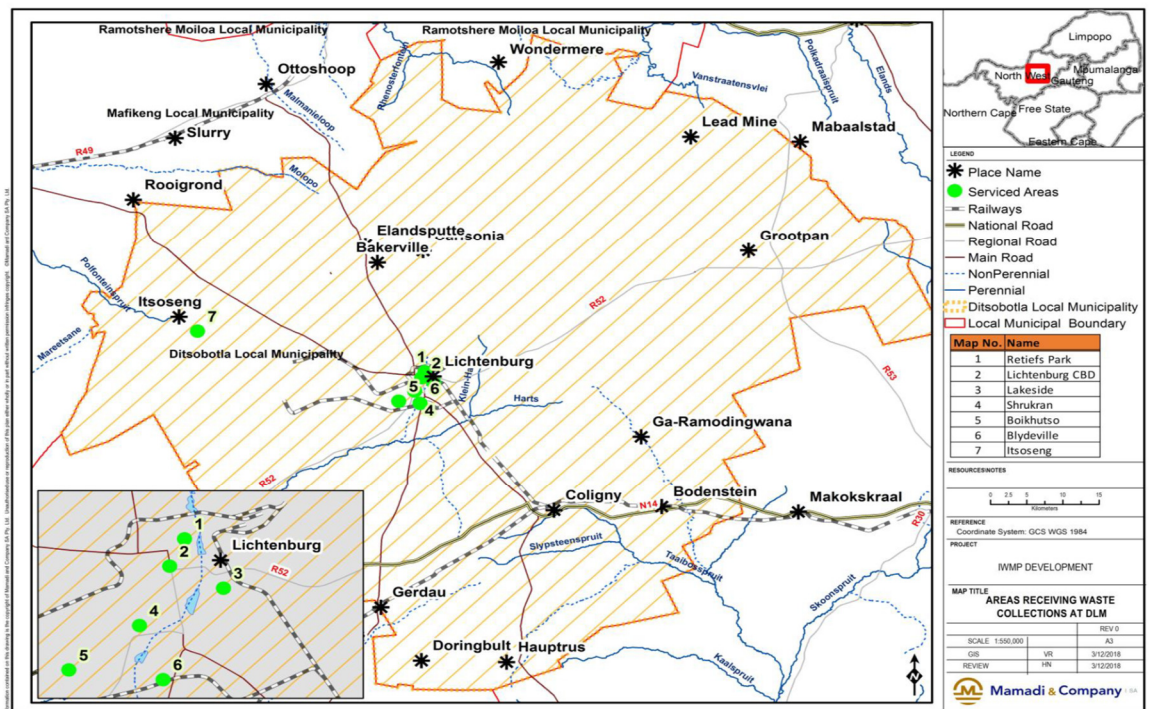 Ramotshere Moiloa Local Municipality
Ramotshere Moiloa Local Municipality
Wondermere
Ottoshoop
Rhenosterfontein
Vanstraatensvlei
Polkadraaispruit
Elands
Malmanieloop
Mafikeng Local Municipality
Slurry
Lead Mine
Mabaalstad
R49
Molopo
Rooigrond
Elandsputte
Bakerville
Grootpan
Polfonteinspruit
Itsoseng
7
R52
Mareetsane
Ditsobotla Local Municipality
1
2
Lichtenburg
5
6
4
Klein-Ha
Harts
R53
Ga-Ramodingwana
R52
Coligny
N14
Bodenstein
Makokskraal
R30
Slypsteenspruit
Taaibosspruit
Skoonspruit
Gerdau
Doringbult
Hauptrus
Kaalspruit
N
1
2
Lichtenburg
R52
3
4
5
6
Limpopo
North West
Mpumalanga
Gauteng
Northern Cape
Free State
Eastern Cape
LEGEND
Place Name
Serviced Areas
Railways
National Road
Regional Road
Main Road
NonPerennial
Perennial
Ditsobotla Local Municipality
Local Municipal Boundary
Map No. Name
1 Retiefs Park
2 Lichtenburg CBD
3 Lakeside
4 Shrukran
5 Boikhutso
6 Blydeville
7 Itsoseng
RESOURCES\NOTES
0 2.5 5 10 15
Kilometers
REFERENCE
Coordinate System: GCS WGS 1984
PROJECT
IWMP DEVELOPMENT
MAP TITLE
AREAS RECEIVING WASTE
COLLECTIONS AT DLM
REV 0
SCALE 1:550,000 A3
GIS VR 3/12/2018
REVIEW HN 3/12/2018
Mamadi & Company | SA